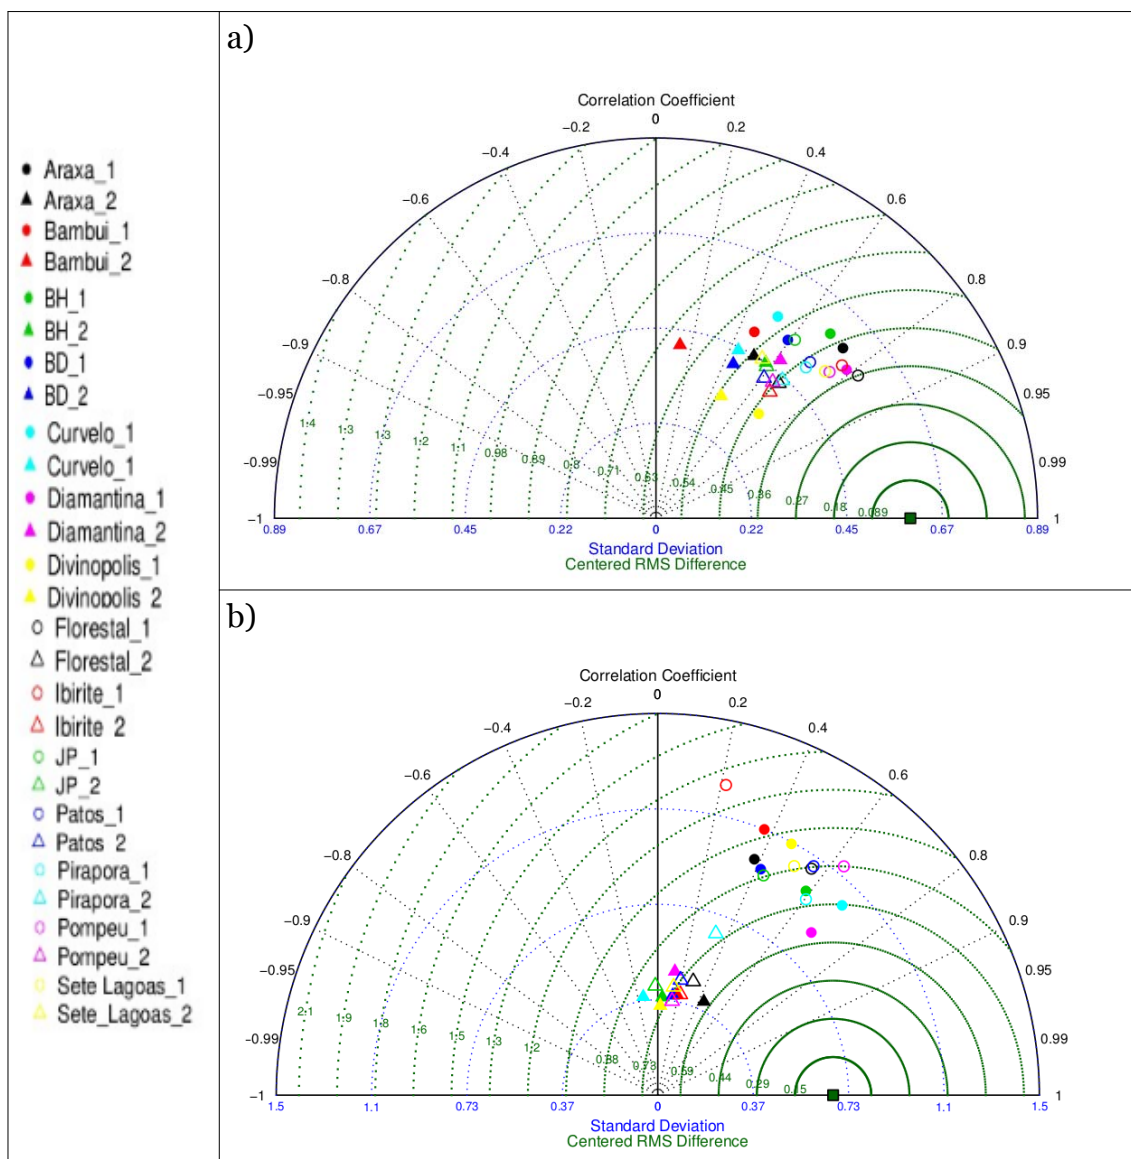 Araxa_1
Araxa_2
Bambui_1
Bambui_2
BH_1
BH_2
BD_1
BD_2
Curvelo_1
Curvelo_1
Diamantina_1
Diamantina_2
Divinopolis_1
Divinopolis_2
Florestal_1
Florestal_2
Ibirite_1
Ibirite 2
JP_1
JP_2
Patos_1
Patos 2
Pirapora_1
Pirapora_2
Pompeu_1
Pompeu_2
Sete Lagoas_1
Sete_Lagoas_2
a)
Correlation Coefficient
0
−0.2 0.2
−0.4 0.4
−0.6 0.6
−0.8 0.8
−0.9 0.9
−0.95 0.95
−0.99 0.99
−1 1
1.4 1.3 1.3 1.2 1.1 0.98 0.89 0.8 0.71 0.63 0.54 0.45 0.36 0.27 0.18 0.089
0.89 0.67 0.45 0.22 0 0.22 0.45 0.67 0.89
Standard Deviation
Centered RMS Difference
b)
Correlation Coefficient
0
−0.2 0.2
−0.4 0.4
−0.6 0.6
−0.8 0.8
−0.9 0.9
−0.95 0.95
−0.99 0.99
−1 1
2.1 1.9 1.8 1.6 1.5 1.3 1.2 1 0.88 0.73 0.59 0.44 0.29 0.15
1.5 1.1 0.73 0.37 0 0.37 0.73 1.1 1.5
Standard Deviation
Centered RMS Difference